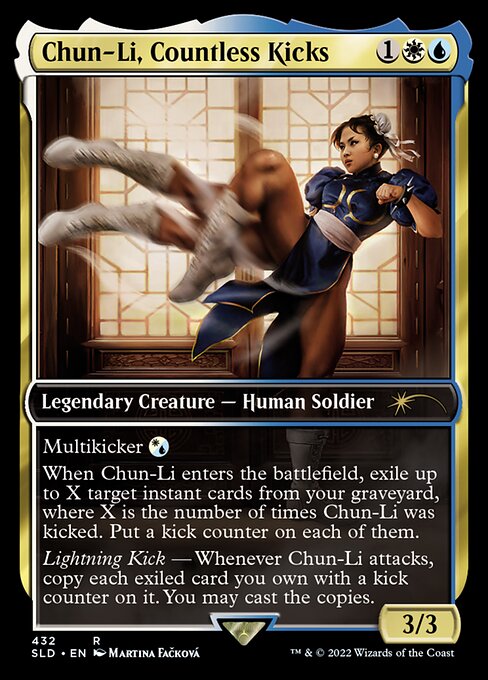 Chun-Li, Countless Kicks 1
Legendary Creature — Human Soldier
Multikicker
When Chun-Li enters the battlefield, exile up
to X target instant cards from your graveyard,
where X is the number of times Chun-Li was
kicked. Put a kick counter on each of them.
Lightning Kick — Whenever Chun-Li attacks,
copy each exiled card you own with a kick
counter on it. You may cast the copies.
3/3
432 R
SLD • EN Martina Fačková
™ & © 2022 Wizards of the Coast